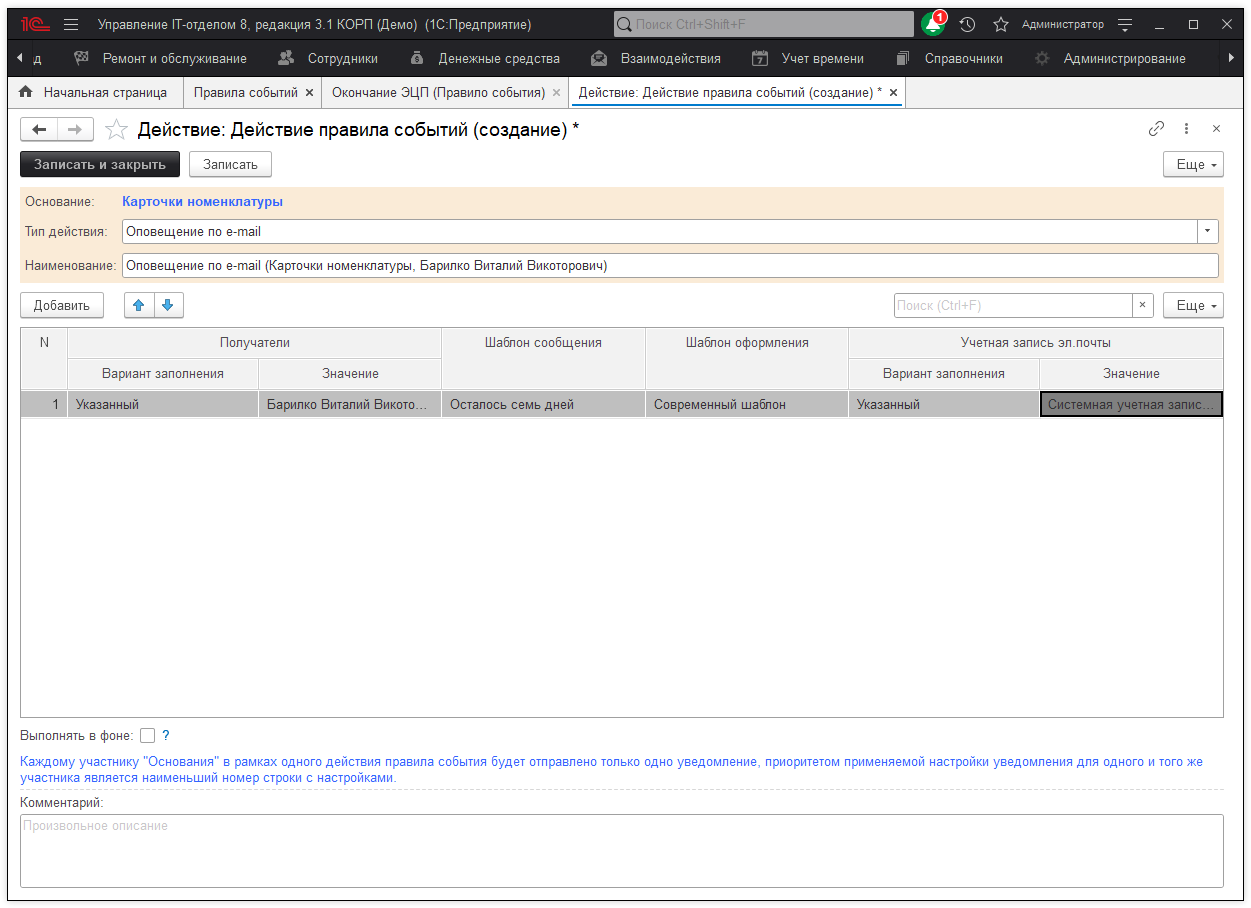 1С Управление IT-отделом 8, редакция 3.1 КОРП (Демо) (1С:Предприятие) Поиск Ctrl+Shift+F 1 Администратор
д Ремонт и обслуживание Сотрудники Денежные средства Взаимодействия 7 Учет времени Справочники Администрирование
Начальная страница Правила событий × Окончание ЭЦП (Правило события) × Действие: Действие правила событий (создание) * ×
Действие: Действие правила событий (создание) *
Записать и закрыть Записать Еще
Основание: Карточки номенклатуры
Тип действия: Оповещение по e-mail
Наименование: Оповещение по e-mail (Карточки номенклатуры, Барилко Виталий Викоторович)
Добавить Поиск (Ctrl+F) × Еще
N Получатели Шаблон сообщения Шаблон оформления Учетная запись эл.почты
Вариант заполнения Значение Вариант заполнения Значение
1 Указанный Барилко Виталий Викото... Осталось семь дней Современный шаблон Указанный Системная учетная запис...
Выполнять в фоне: ?
Каждому участнику "Основания" в рамках одного действия правила события будет отправлено только одно уведомление, приоритетом применяемой настройки уведомления для одного и того же
участника является наименьший номер строки с настройками.
Комментарий:
Произвольное описание